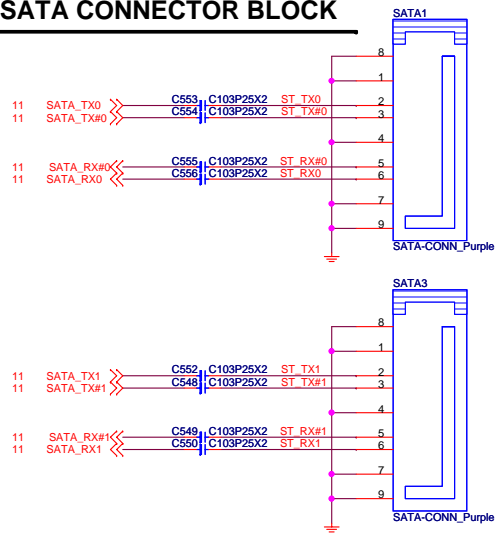 SATA CONNECTOR BLOCK
SATA1
8
1
11 SATA_TX0 C553 C103P25X2 ST_TX0 2
11 SATA_TX#0 C554 C103P25X2 ST_TX#0 3
4
11 SATA_RX#0 C555 C103P25X2 ST_RX#0 5
11 SATA_RX0 C556 C103P25X2 ST_RX0 6
7
9
SATA-CONN_Purple
SATA3
8
1
11 SATA_TX1 C552 C103P25X2 ST_TX1 2
11 SATA_TX#1 C548 C103P25X2 ST_TX#1 3
4
11 SATA_RX#1 C549 C103P25X2 ST_RX#1 5
11 SATA_RX1 C550 C103P25X2 ST_RX1 6
7
9
SATA-CONN_Purple